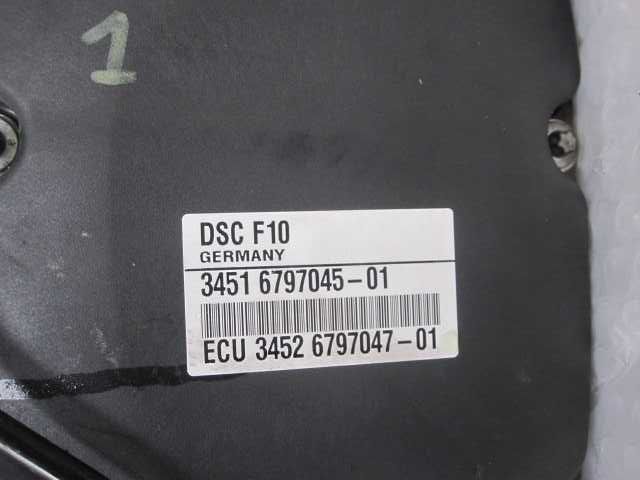 1
DSC F10
GERMANY
3451 6797045-01
ECU 3452 6797047-01